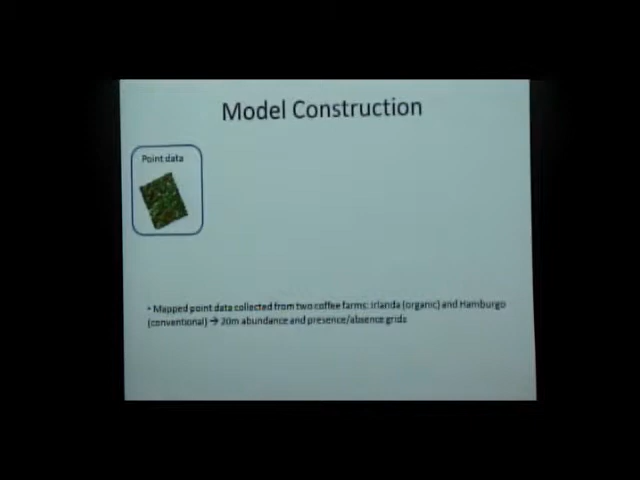 Model Construction
Point data
• Mapped point data collected from two coffee farms: Irlanda (organic) and Hamburgo
(conventional) → 20m abundance and presence/absence grids